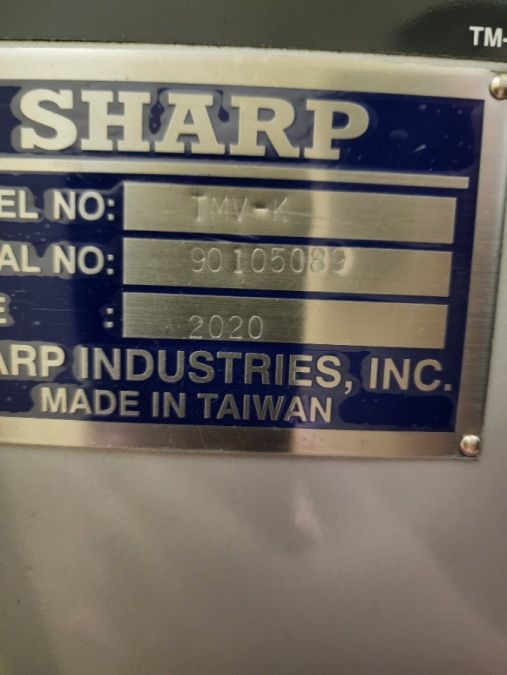 TM-
SHARP
EL NO: TMV-K
AL NO: 90105089
E : 2020
ARP INDUSTRIES, INC.
MADE IN TAIWAN